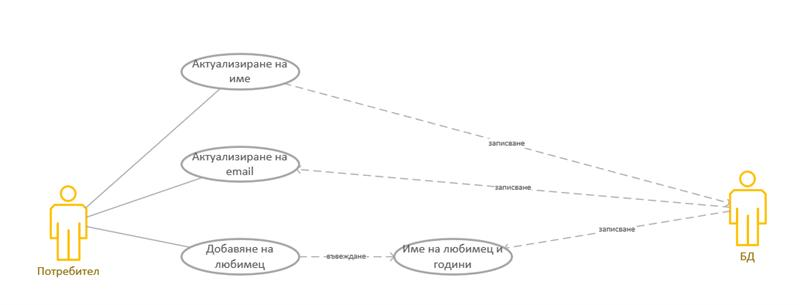 Актуализиране на
име
записване
Актуализиране на
email
записване
Потребител
Добавяне на
любимец
въвеждане
Име на любимец и
години
записване
БД